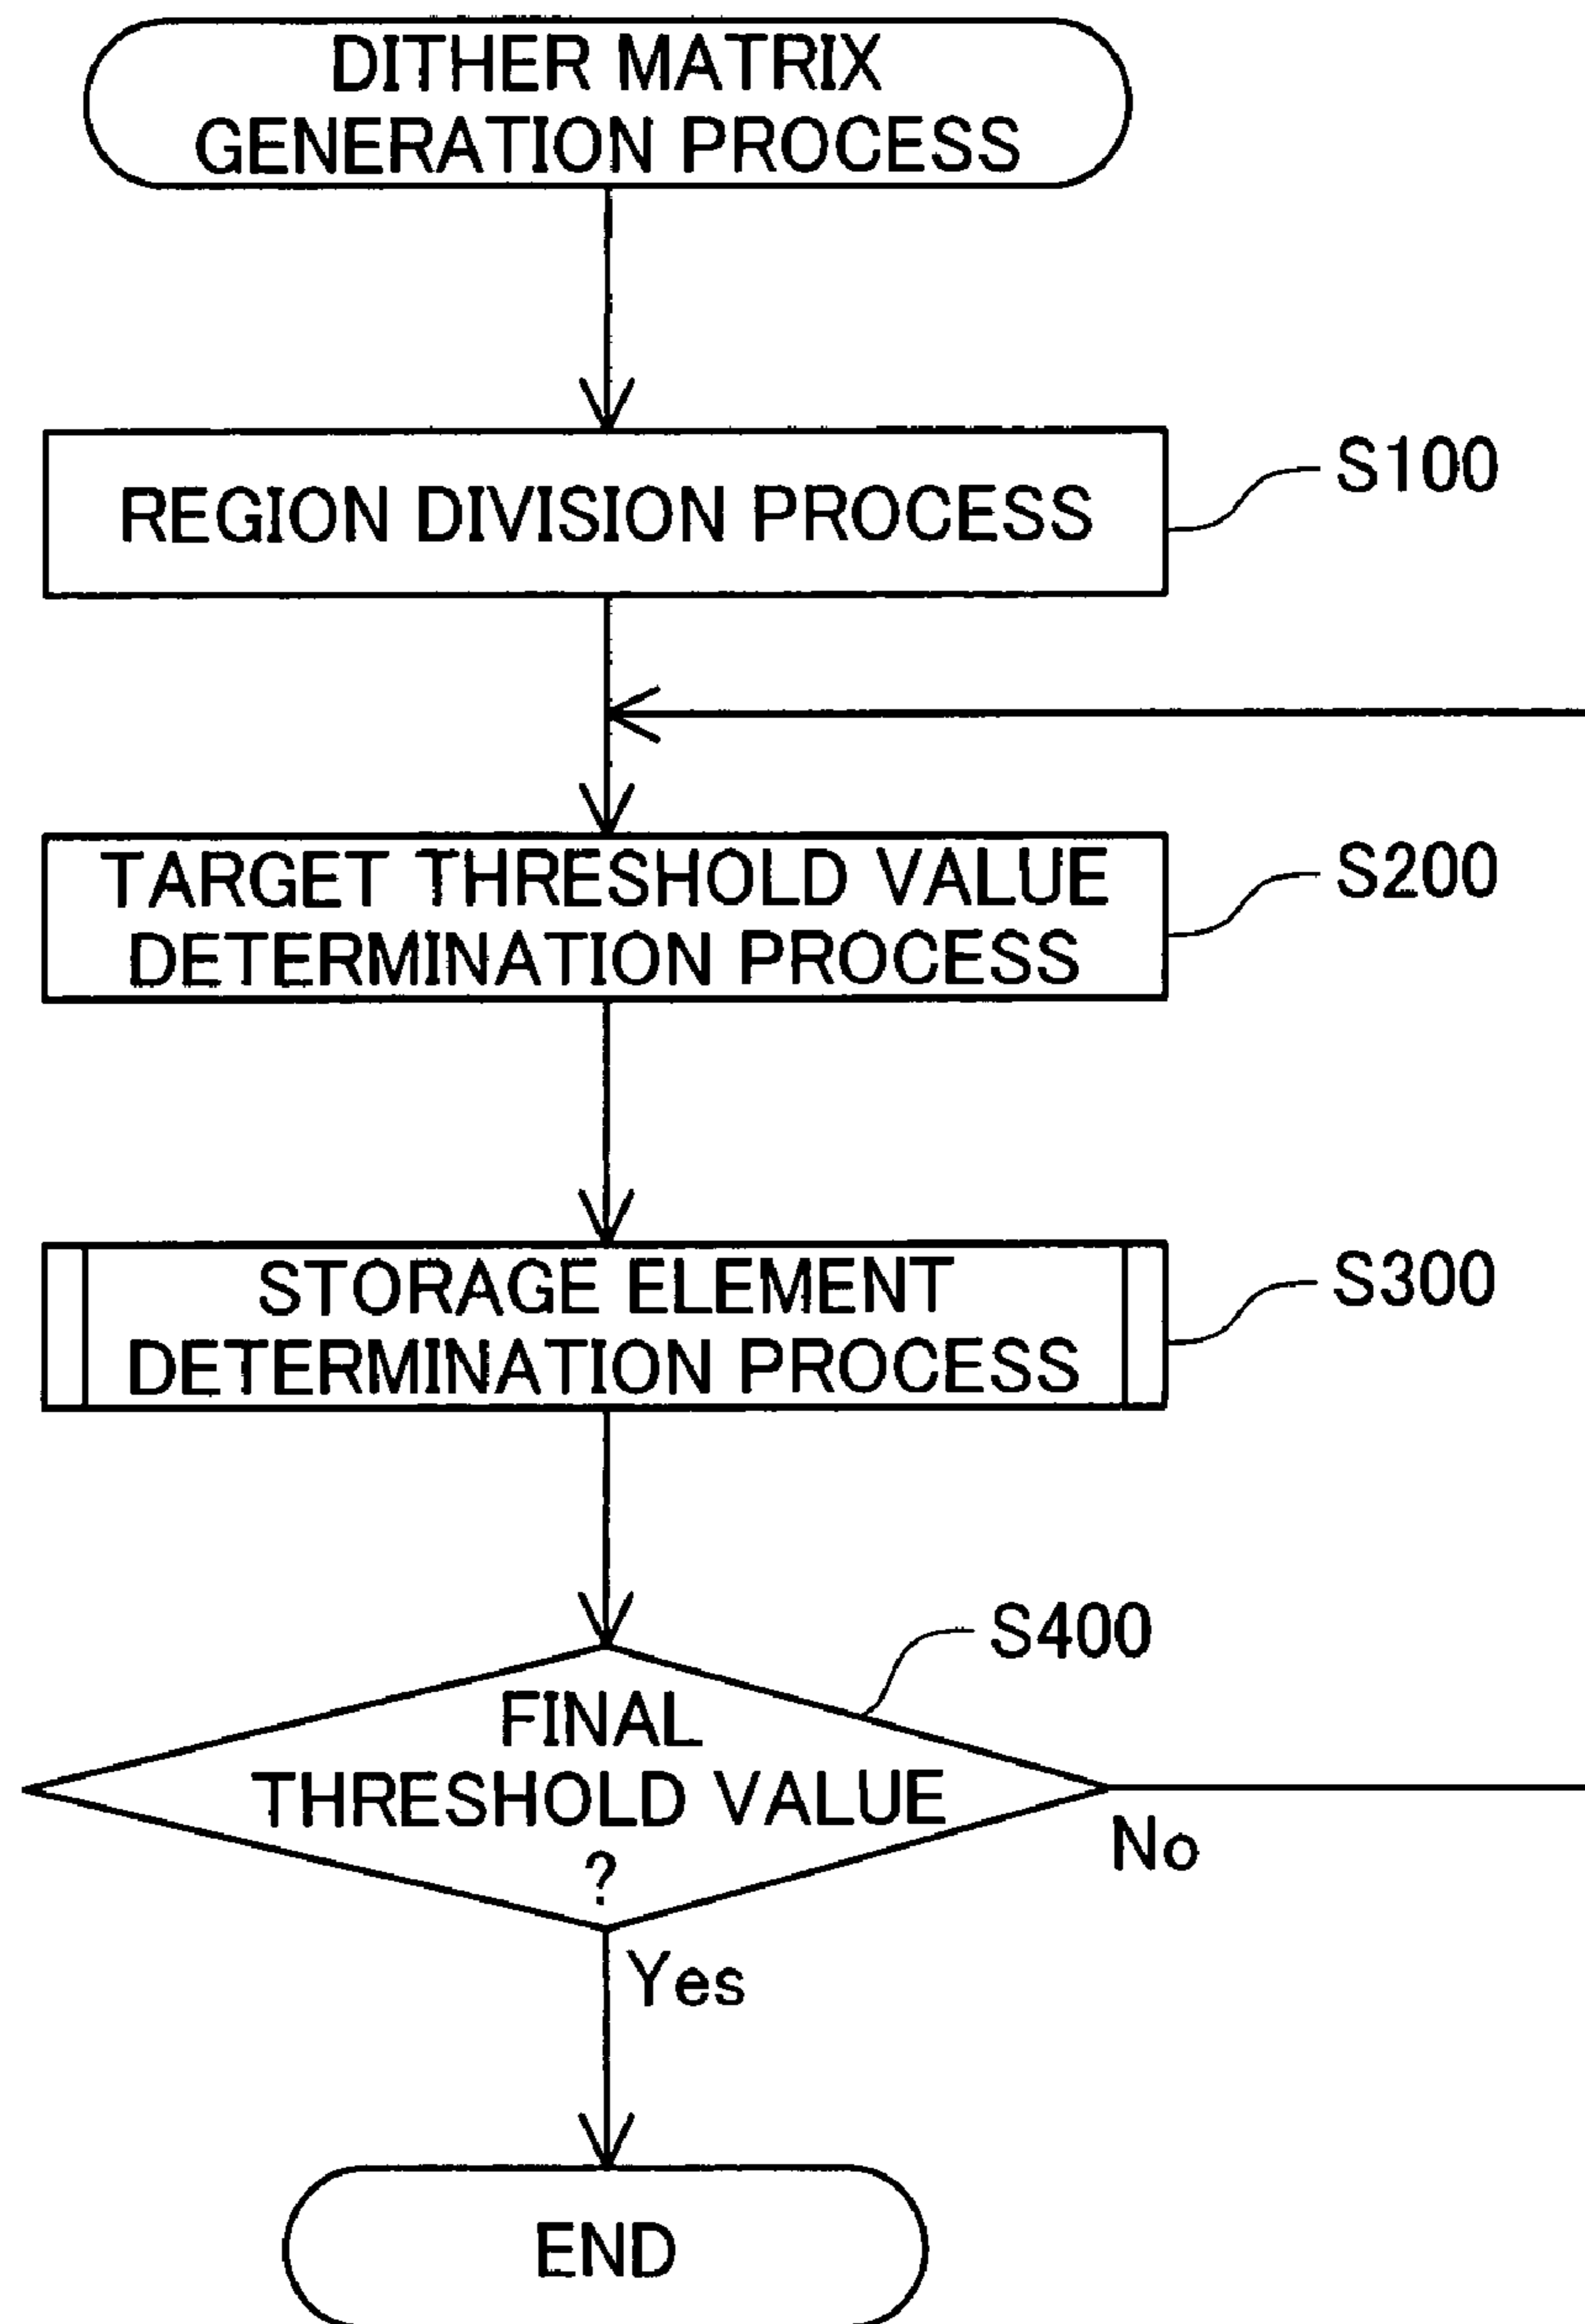 DITHER MATRIX
GENERATION PROCESS
REGION DIVISION PROCESS
S100
TARGET THRESHOLD VALUE
DETERMINATION PROCESS
S200
STORAGE ELEMENT
DETERMINATION PROCESS
S300
S400
FINAL
THRESHOLD VALUE
?
No
Yes
END